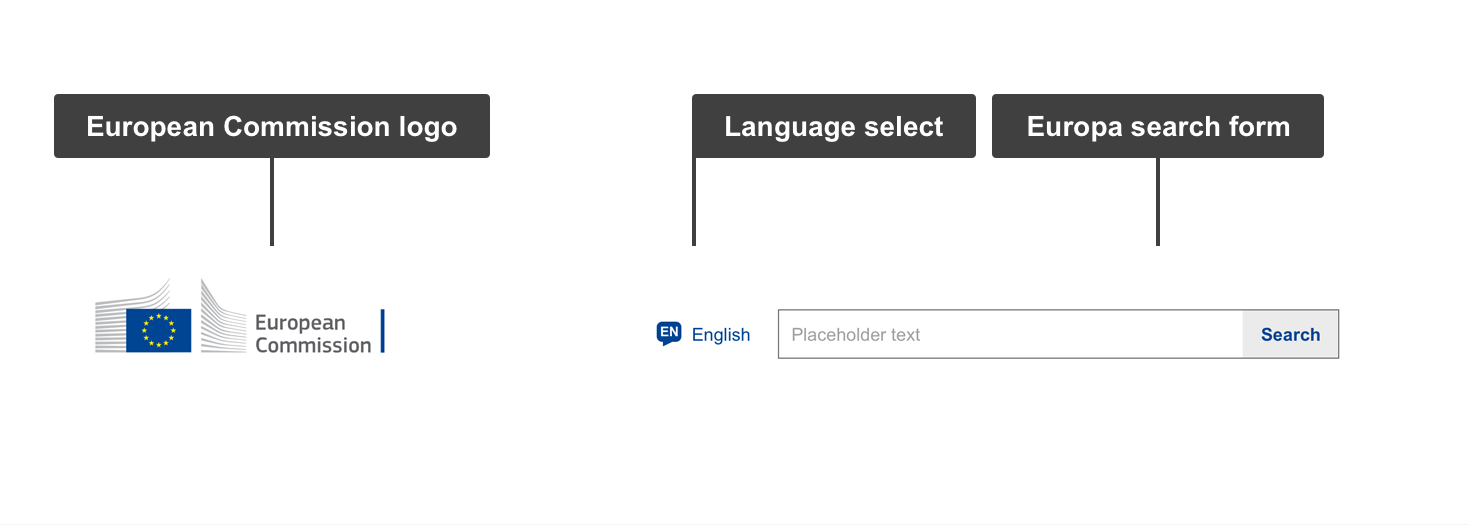 European Commission logo
Language select
Europa search form
European
Commission
EN
English
Placeholder text
Search